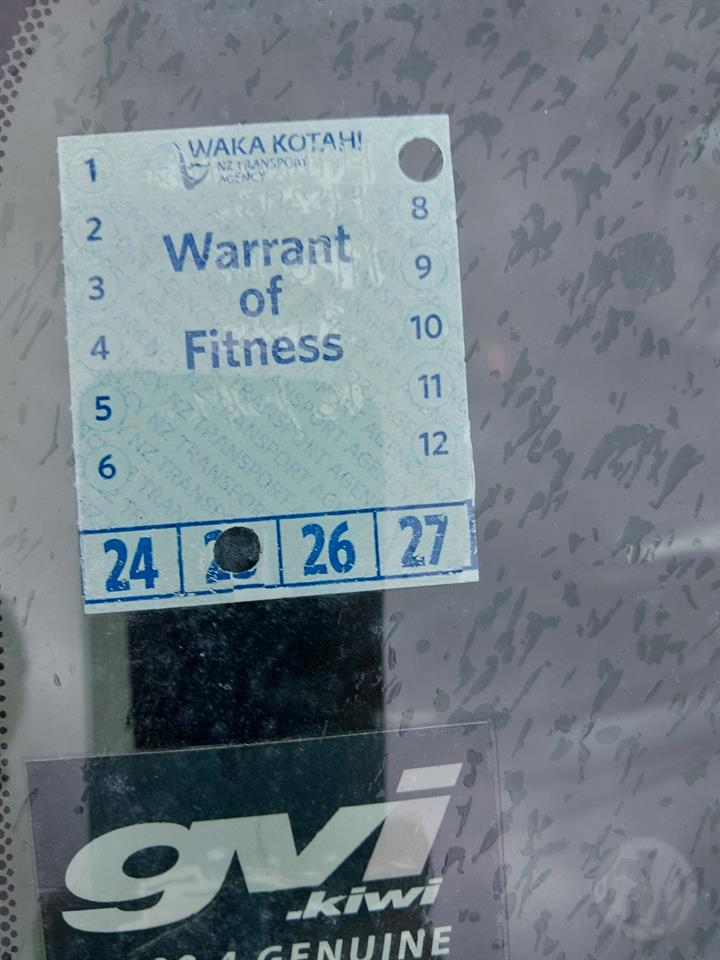 WAKA KOTAHI
NZ TRANSPORT
AGENCY
Warrant
of
Fitness
1
2
3
4
5
6
8
9
10
11
12
24 26 27
gvi
.kiwi
GENUINE